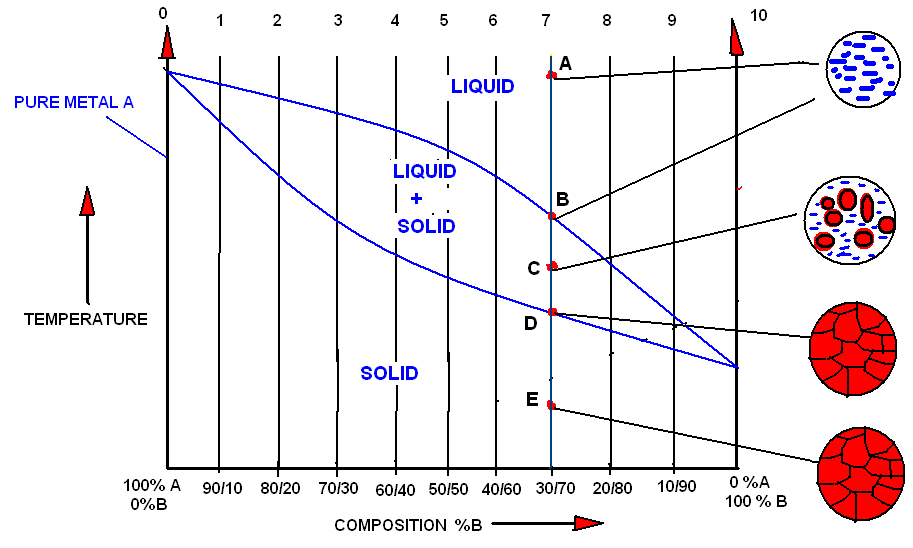 0 1 2 3 4 5 6 7 8 9 10
A
LIQUID
PURE METAL A
LIQUID
+
SOLID
B
C
TEMPERATURE
D
SOLID
E
100% A 90/10 80/20 70/30 60/40 50/50 40/60 30/70 20/80 10/90 0 %A
0%B 100 % B
COMPOSITION %B